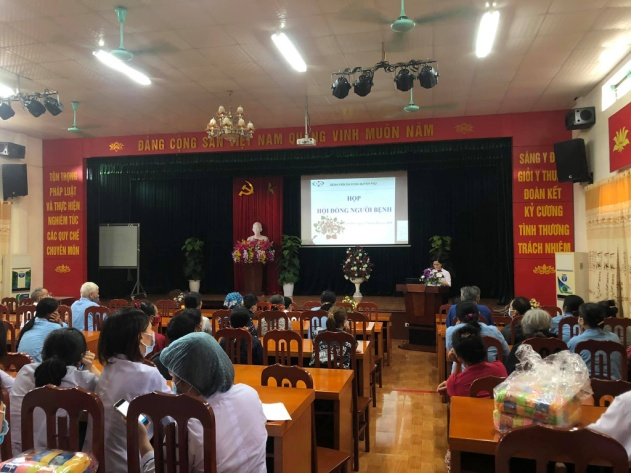 ĐẢNG CỘNG SẢN VIỆT NAM QUANG VINH MUÔN NĂM
TÔN TRỌNG
PHÁP LUẬT
VÀ THỰC HIỆN
NGHIÊM TÚC
CÁC QUY CHẾ
CHUYÊN MÔN
HỌP
HỘI ĐỒNG NGƯỜI BỆNH
SÁNG Y ĐỨC
GIỎI Y THUẬT
ĐOÀN KẾT
KỶ CƯƠNG
TÌNH THƯƠNG
TRÁCH NHIỆM